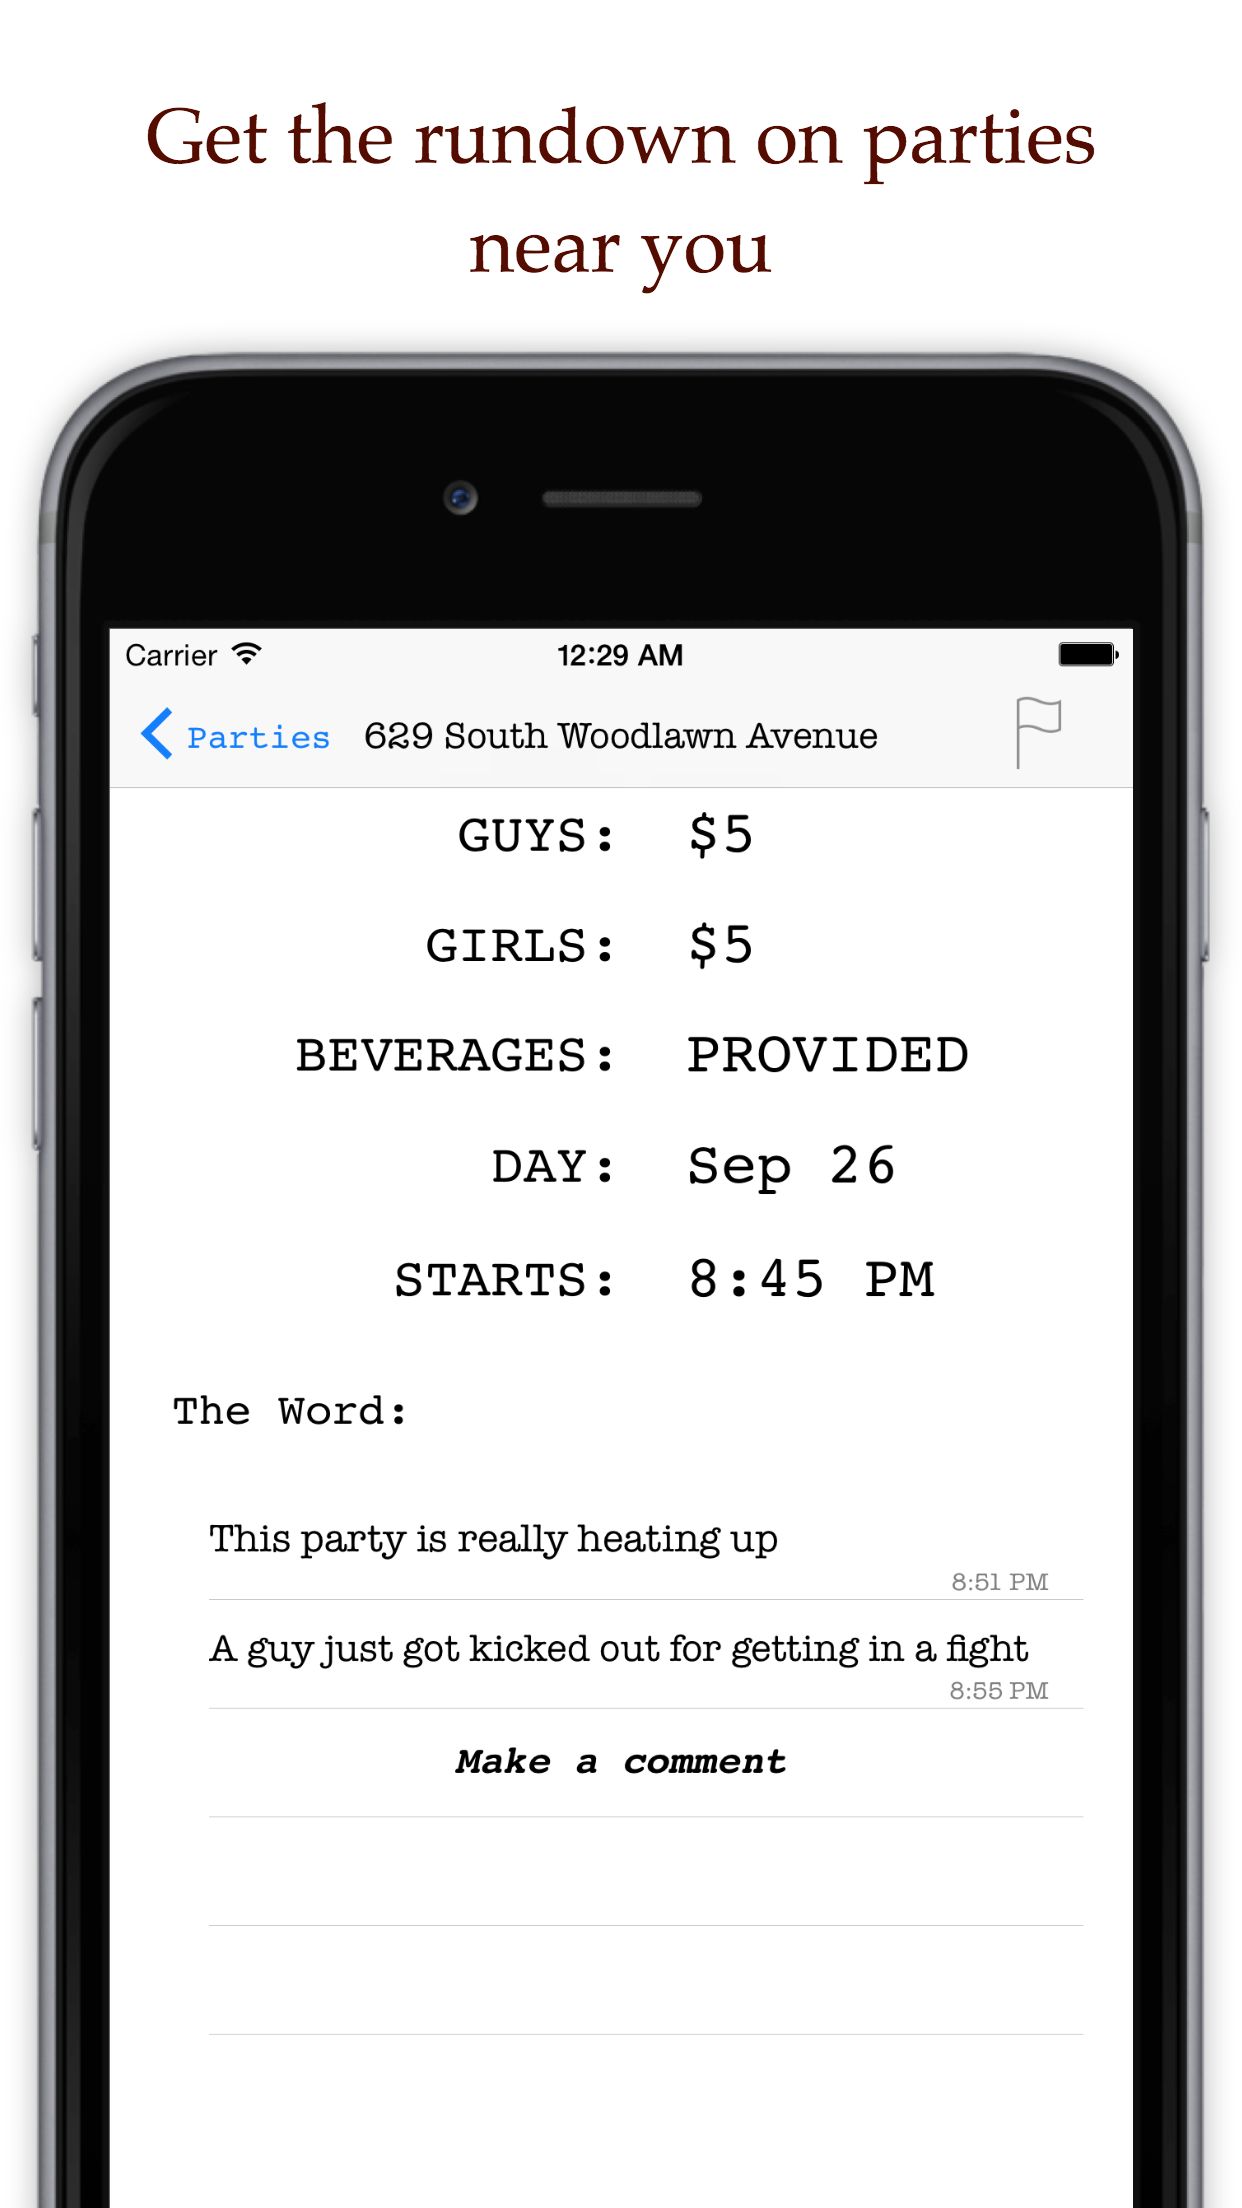 Get the rundown on parties
near you
Carrier 12:29 AM
Parties 629 South Woodlawn Avenue
GUYS: $5
GIRLS: $5
BEVERAGES: PROVIDED
DAY: Sep 26
STARTS: 8:45 PM
The Word:
This party is really heating up
8:51 PM
A guy just got kicked out for getting in a fight
8:55 PM
Make a comment